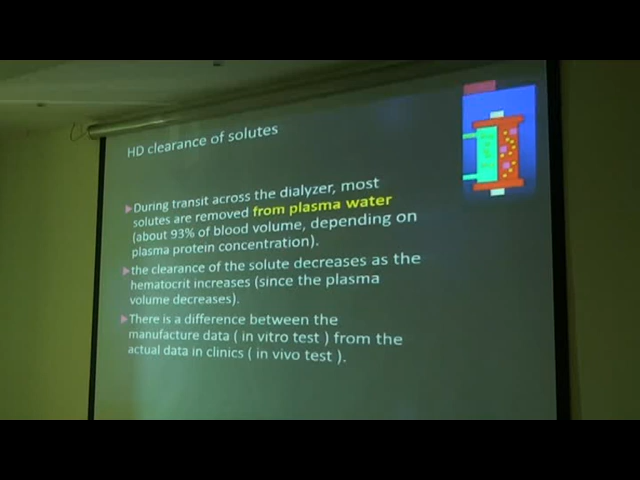 HD clearance of solutes
During transit across the dialyzer, most
solutes are removed from plasma water
(about 93% of blood volume, depending on
plasma protein concentration).
the clearance of the solute decreases as the
hematocrit increases (since the plasma
volume decreases).
There is a difference between the
manufacture data ( in vitro test ) from the
actual data in clinics ( in vivo test ).